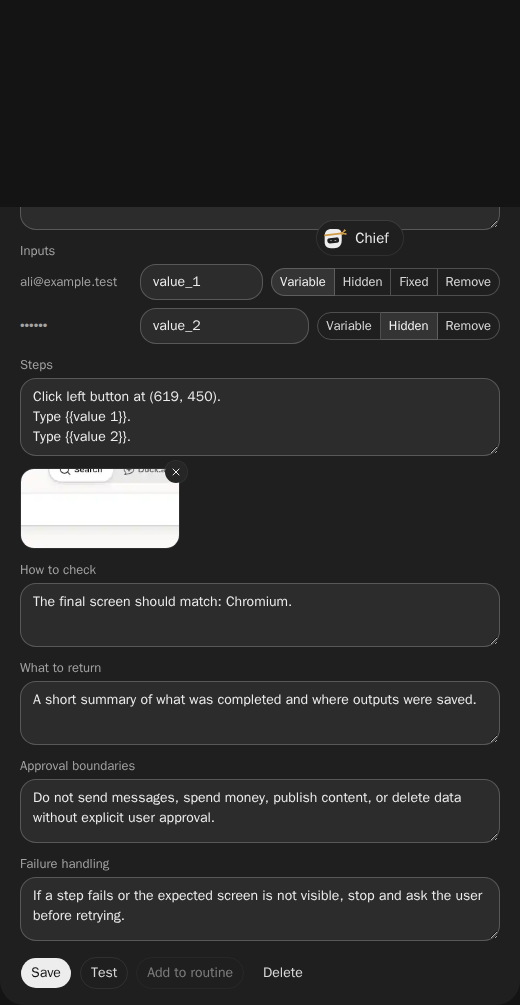 Chief
Inputs
ali@example.test
value_1
Variable
Hidden
Fixed
Remove
••••••
value_2
Variable
Hidden
Remove
Steps
Click left button at (619, 450).
Type {{value 1}}.
Type {{value 2}}.
Search
How to check
The final screen should match: Chromium.
What to return
A short summary of what was completed and where outputs were saved.
Approval boundaries
Do not send messages, spend money, publish content, or delete data
without explicit user approval.
Failure handling
If a step fails or the expected screen is not visible, stop and ask the user
before retrying.
Save
Test
Add to routine
Delete